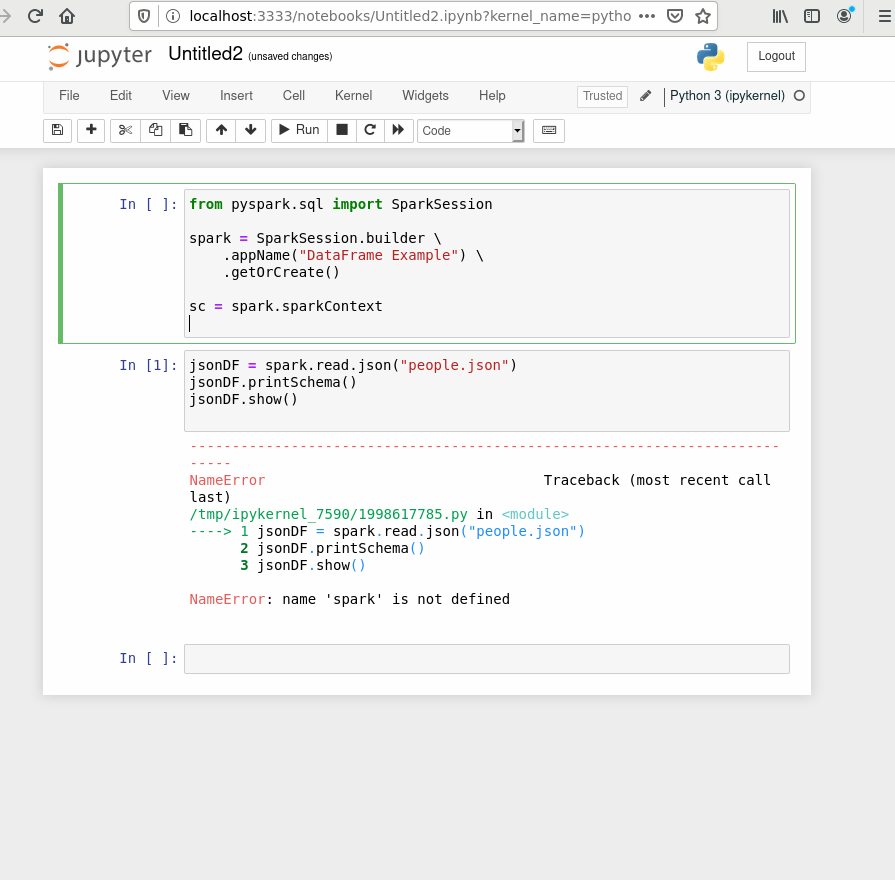 localhost:3333/notebooks/Untitled2.ipynb?kernel_name=pytho
jupyter Untitled2 (unsaved changes)
Logout
File Edit View Insert Cell Kernel Widgets Help Trusted Python 3 (ipykernel)
Run Code
In [ ]: from pyspark.sql import SparkSession
spark = SparkSession.builder \
.appName("DataFrame Example") \
.getOrCreate()
sc = spark.sparkContext
In [1]: jsonDF = spark.read.json("people.json")
jsonDF.printSchema()
jsonDF.show()
----------------------------------------------------------------------
-----
NameError Traceback (most recent call
last)
/tmp/ipykernel_7590/1998617785.py in <module>
----> 1 jsonDF = spark.read.json("people.json")
2 jsonDF.printSchema()
3 jsonDF.show()
NameError: name 'spark' is not defined
In [ ]: